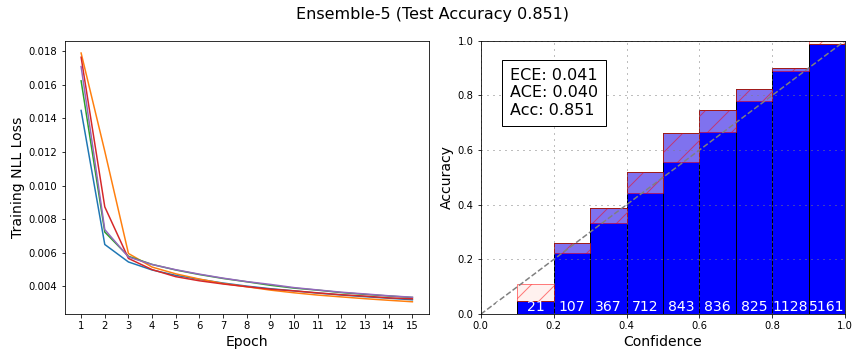 Ensemble-5 (Test Accuracy 0.851)
Training NLL Loss
0.018
0.016
0.014
0.012
0.010
0.008
0.006
0.004
1 2 3 4 5 6 7 8 9 10 11 12 13 14 15
Epoch
Accuracy
1.0
0.8
0.6
0.4
0.2
0.0
ECE: 0.041
ACE: 0.040
Acc: 0.851
21 107 367 712 843 836 825 1128 5161
0.0 0.2 0.4 0.6 0.8 1.0
Confidence